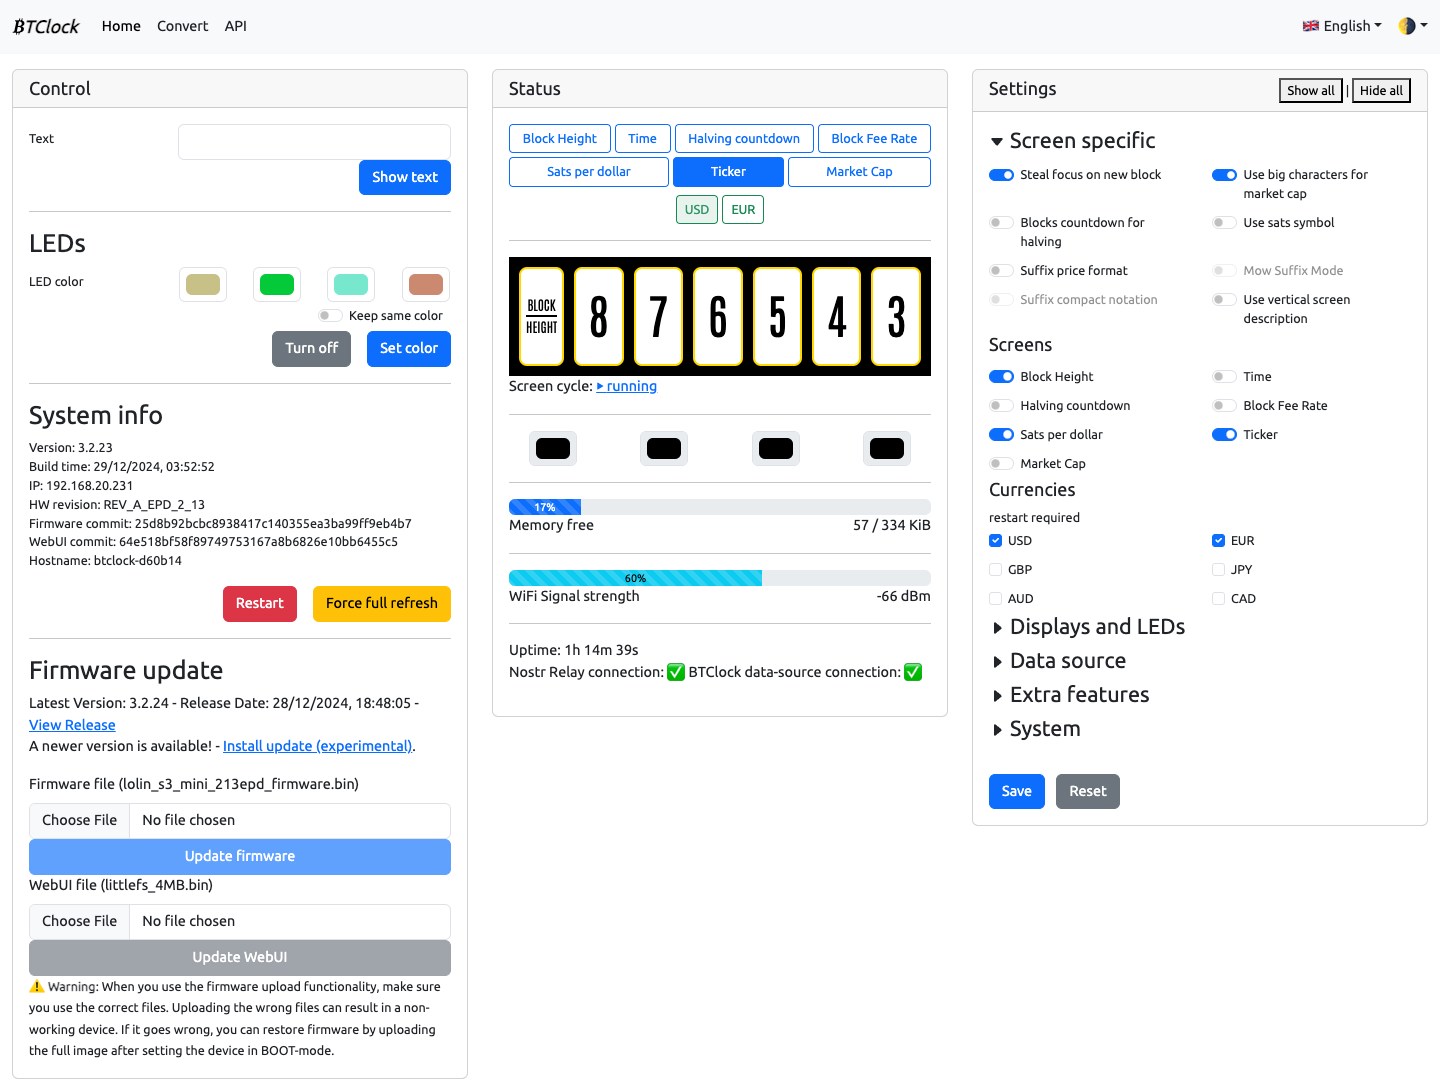 ₿TClock Home Convert API 🇬🇧 English
Control
Text
Show text
LEDs
LED color
Keep same color
Turn off Set color
System info
Version: 3.2.23
Build time: 29/12/2024, 03:52:52
IP: 192.168.20.231
HW revision: REV_A_EPD_2_13
Firmware commit: 25d8b92bcbc8938417c140355ea3ba99ff9eb4b7
WebUI commit: 64e518bf58f89749753167a8b6826e10bb6455c5
Hostname: btclock-d60b14
Restart Force full refresh
Firmware update
Latest Version: 3.2.24 - Release Date: 28/12/2024, 18:48:05 -
View Release
A newer version is available! - Install update (experimental).
Firmware file (lolin_s3_mini_213epd_firmware.bin)
Choose File No file chosen
Update firmware
WebUI file (littlefs_4MB.bin)
Choose File No file chosen
Update WebUI
⚠️ Warning: When you use the firmware upload functionality, make sure
you use the correct files. Uploading the wrong files can result in a non-
working device. If it goes wrong, you can restore firmware by uploading
the full image after setting the device in BOOT-mode.
Status
Block Height Time Halving countdown Block Fee Rate
Sats per dollar Ticker Market Cap
USD EUR
BLOCK
HEIGHT
8 7 6 5 4 3
Screen cycle: ▶ running
17%
Memory free 57 / 334 KiB
60%
WiFi Signal strength -66 dBm
Uptime: 1h 14m 39s
Nostr Relay connection: ✅ BTClock data-source connection: ✅
Settings Show all | Hide all
Screen specific
Steal focus on new block
Use big characters for
market cap
Blocks countdown for
halving
Use sats symbol
Suffix price format Mow Suffix Mode
Suffix compact notation
Use vertical screen
description
Screens
Block Height Time
Halving countdown Block Fee Rate
Sats per dollar Ticker
Market Cap
Currencies
restart required
USD EUR
GBP JPY
AUD CAD
Displays and LEDs
Data source
Extra features
System
Save Reset